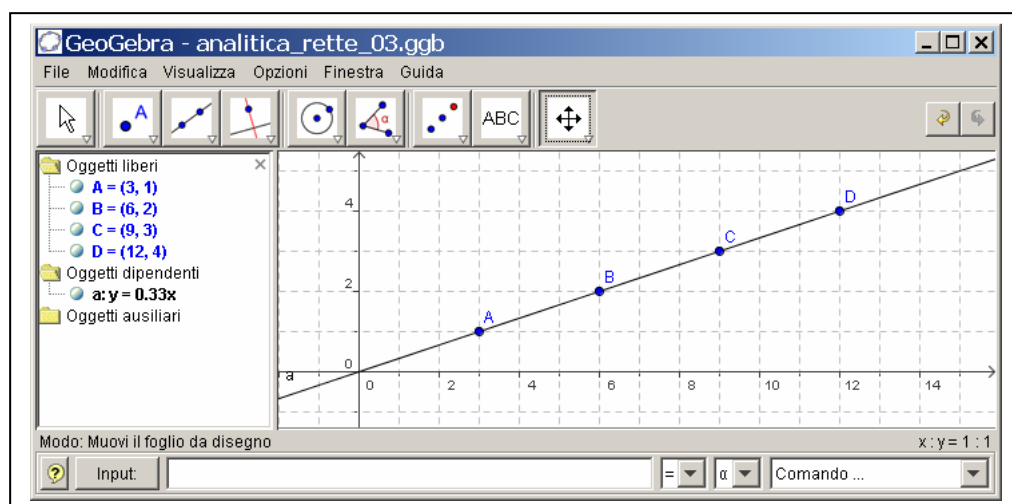 GeoGebra - analitica_rette_03.ggb
File Modifica Visualizza Opzioni Finestra Guida
A α ABC
Oggetti liberi
A = (3, 1)
B = (6, 2)
C = (9, 3)
D = (12, 4)
Oggetti dipendenti
a: y = 0.33x
Oggetti ausiliari
D
4
C
B
2
A
0
a
0 2 4 6 8 10 12 14
Modo: Muovi il foglio da disegno x : y = 1 : 1
? Input: = α Comando ...